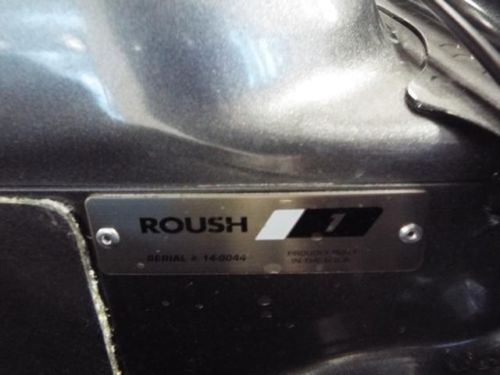 ROUSH 1
SERIAL # 14-0044
PROUDLY BUILT
IN THE U.S.A.